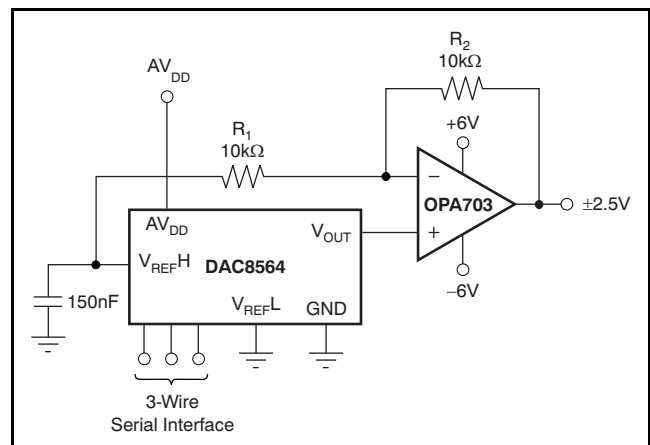 R2
10kΩ
AVDD
+6V
R1
10kΩ
−
OPA703
±2.5V
AVDD
VOUT
+
VREFH
DAC8564
−6V
150nF
VREFL
GND
3-Wire
Serial Interface